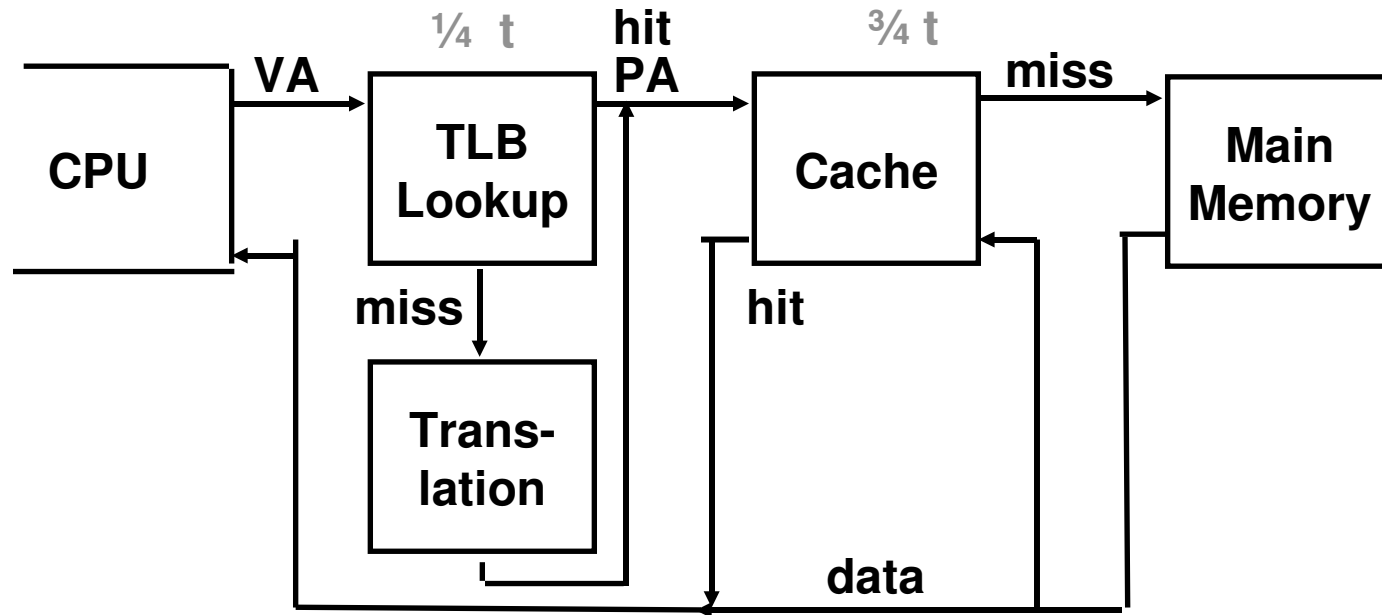 ¼ t
hit
¾ t
VA
PA
miss
CPU
TLB
Lookup
Cache
Main
Memory
miss
hit
Trans-
lation
data